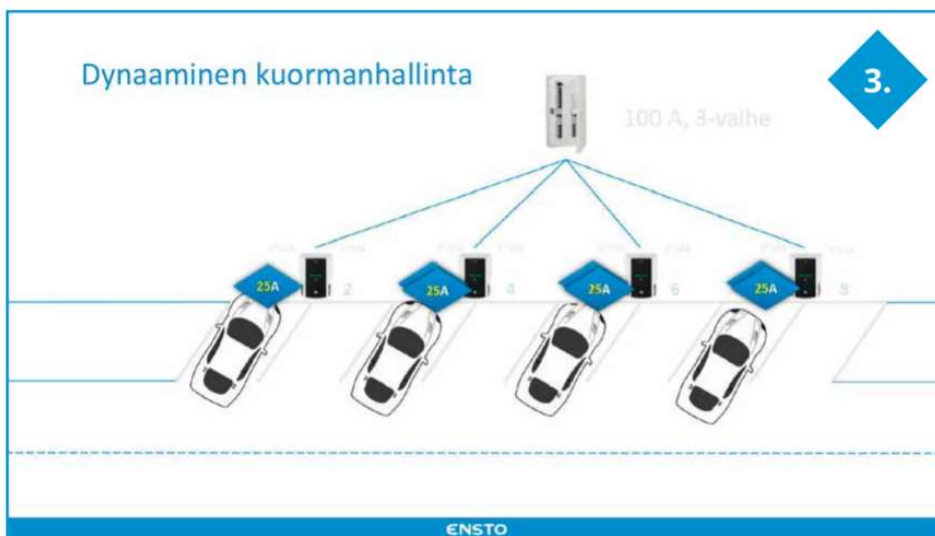 Dynaaminen kuormanhallinta
3.
100 A, 3-vaihe
2
4
6
8
25A
25A
25A
25A
ENSTO